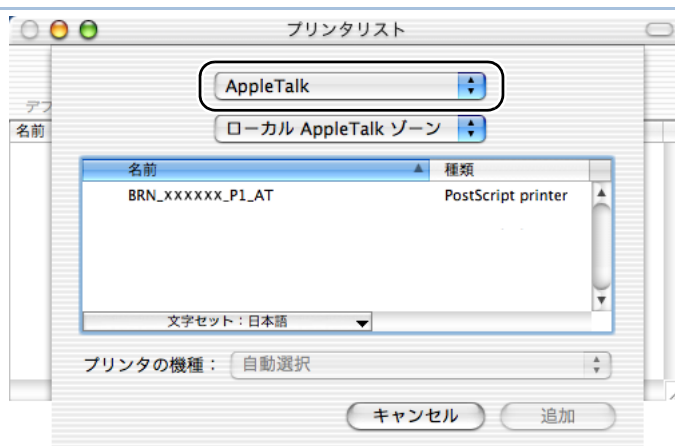 プリンタリスト
AppleTalk
デフ
名前
ローカル AppleTalk ゾーン
名前 種類
BRN_xxxxxx_P1_AT PostScript printer
文字セット：日本語
プリンタの機種： 自動選択
キャンセル 追加